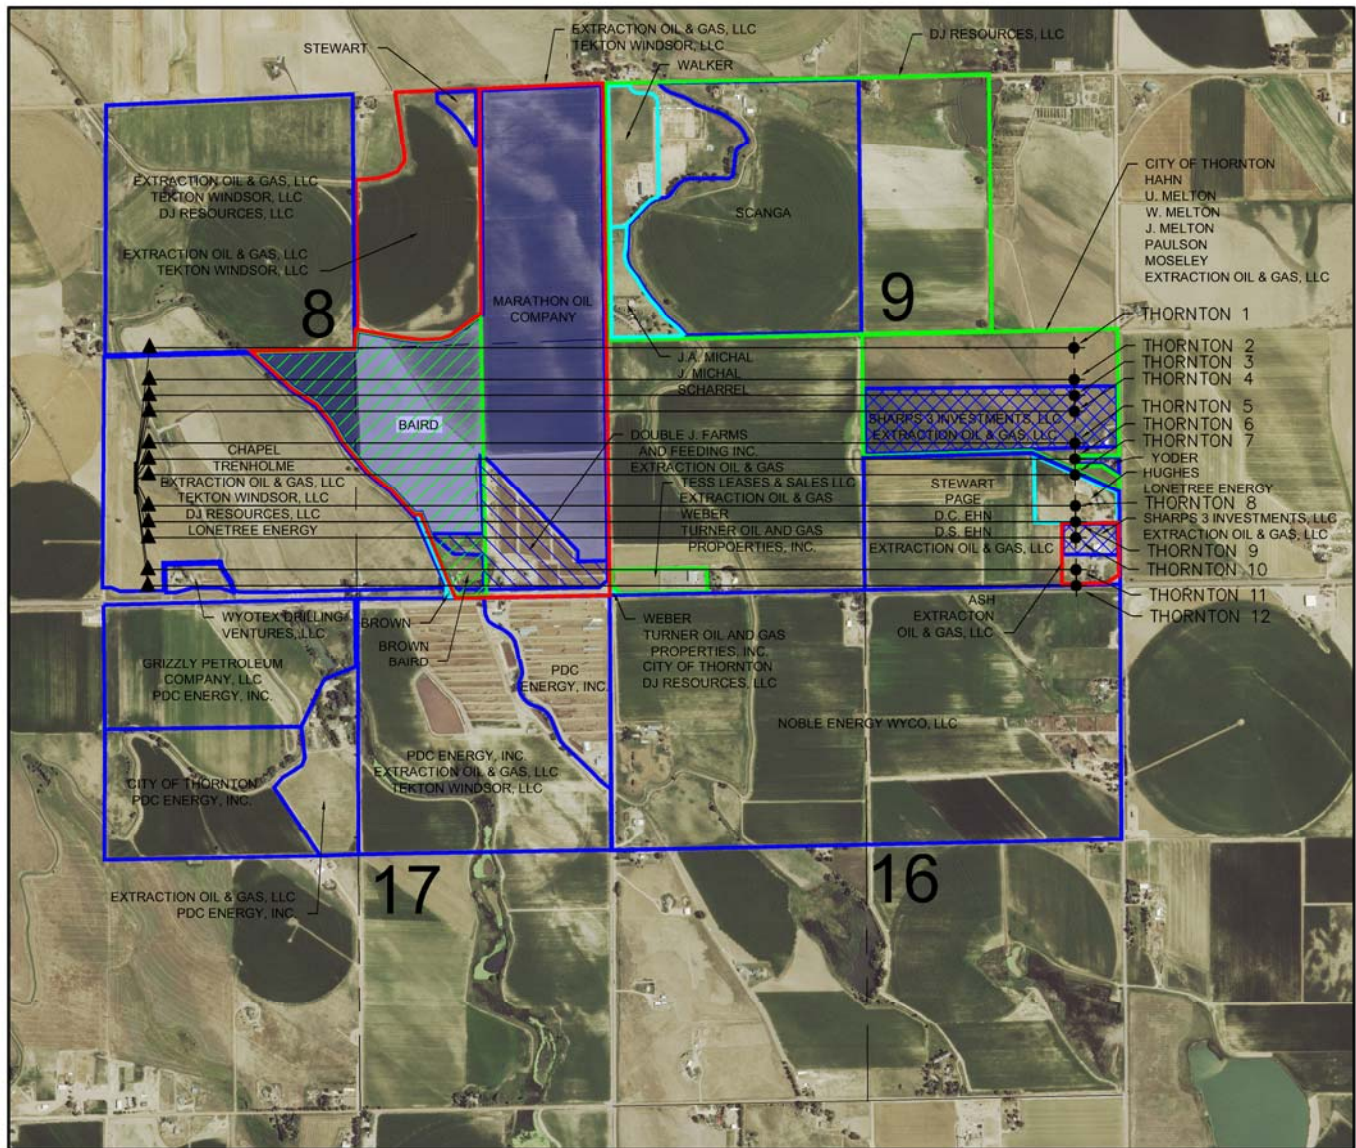 EXTRACTION OIL & GAS, LLC
TEKTON WINDSOR, LLC
DJ RESOURCES, LLC
STEWART
WALKER
CITY OF THORNTON
HAHN
U. MELTON
W. MELTON
J. MELTON
PAULSON
MOSELEY
EXTRACTION OIL & GAS, LLC
EXTRACTION OIL & GAS, LLC
TEKTON WINDSOR, LLC
DJ RESOURCES, LLC
SCANGA
EXTRACTION OIL & GAS, LLC
TEKTON WINDSOR, LLC
8
9
MARATHON OIL
COMPANY
THORNTON 1
THORNTON 2
THORNTON 3
THORNTON 4
J.A. MICHAL
J. MICHAL
SCHARREL
THORNTON 5
THORNTON 6
THORNTON 7
SHARPS 3 INVESTMENTS, LLC
EXTRACTION OIL & GAS, LLC
BAIRD
DOUBLE J. FARMS
AND FEEDING INC.
EXTRACTION OIL & GAS
CHAPEL
TRENHOLME
EXTRACTION OIL & GAS, LLC
TEKTON WINDSOR, LLC
DJ RESOURCES, LLC
LONETREE ENERGY
TESS LEASES & SALES LLC
EXTRACTION OIL & GAS
WEBER
TURNER OIL AND GAS
PROPOERTIES, INC.
STEWART
PAGE
D.C. EHN
D.S. EHN
EXTRACTION OIL & GAS, LLC
YODER
HUGHES
LONETREE ENERGY
THORNTON 8
SHARPS 3 INVESTMENTS, LLC
EXTRACTION OIL & GAS, LLC
THORNTON 9
THORNTON 10
THORNTON 11
THORNTON 12
ASH
EXTRACTON
OIL & GAS, LLC
WYOTEX DRILLING
VENTURES, LLC
BROWN
BROWN
BAIRD
WEBER
TURNER OIL AND GAS
PROPERTIES, INC.
CITY OF THORNTON
DJ RESOURCES, LLC
GRIZZLY PETROLEUM
COMPANY, LLC
PDC ENERGY, INC.
PDC
ENERGY, INC.
NOBLE ENERGY WYCO, LLC
PDC ENERGY, INC.
EXTRACTION OIL & GAS, LLC
TEKTON WINDSOR, LLC
CITY OF THORNTON
PDC ENERGY, INC.
17
16
EXTRACTION OIL & GAS, LLC
PDC ENERGY, INC.